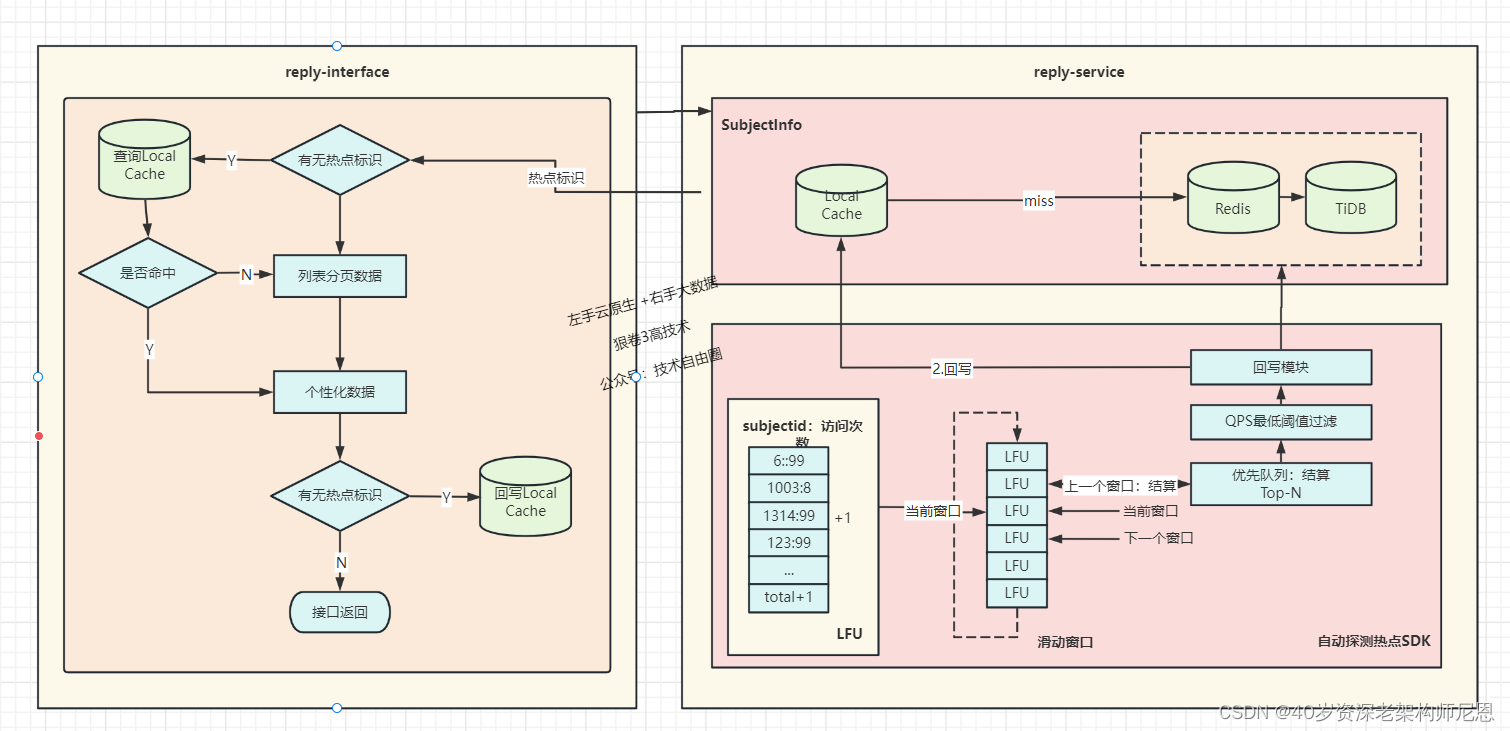 reply-interface
查询Local
Cache
Y
有无热点标识
热点标识
是否命中
N
列表分页数据
Y
个性化数据
有无热点标识
Y
回写Local
Cache
N
接口返回
左手云原生 +右手大数据
狠卷3高技术
公众号：技术自由圈
reply-service
SubjectInfo
Local
Cache
miss
Redis
TiDB
2.回写
回写模块
QPS最低阈值过滤
优先队列：结算
Top-N
subjectid：访问次
数
6::99
1003:8
1314:99
+1
123:99
...
total+1
LFU
当前窗口
LFU
LFU
LFU
LFU
LFU
LFU
上一个窗口：结算
当前窗口
下一个窗口
滑动窗口
自动探测热点SDK
CSDN @40岁资深老架构师尼恩